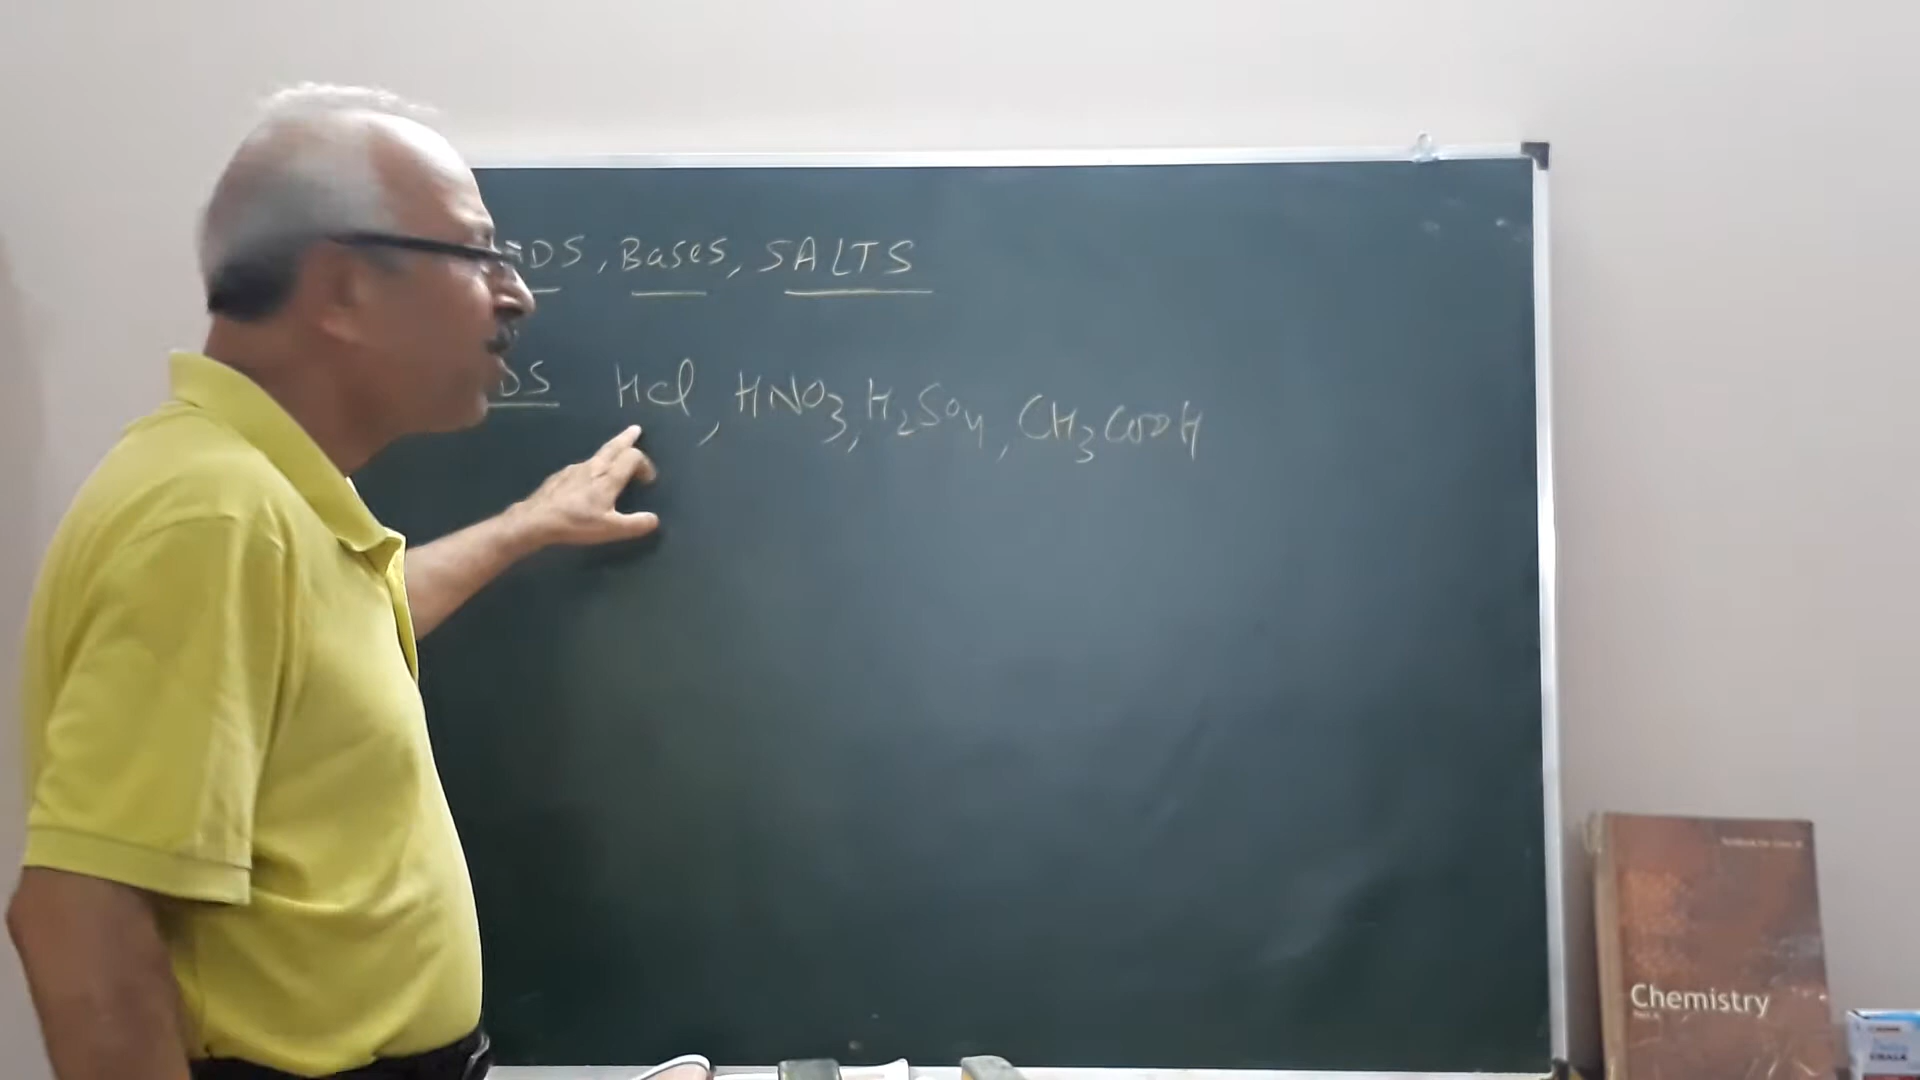 DS, Bases, SALTS
DS HCl, HNO3, H2SO4, CH3COOH
Chemistry